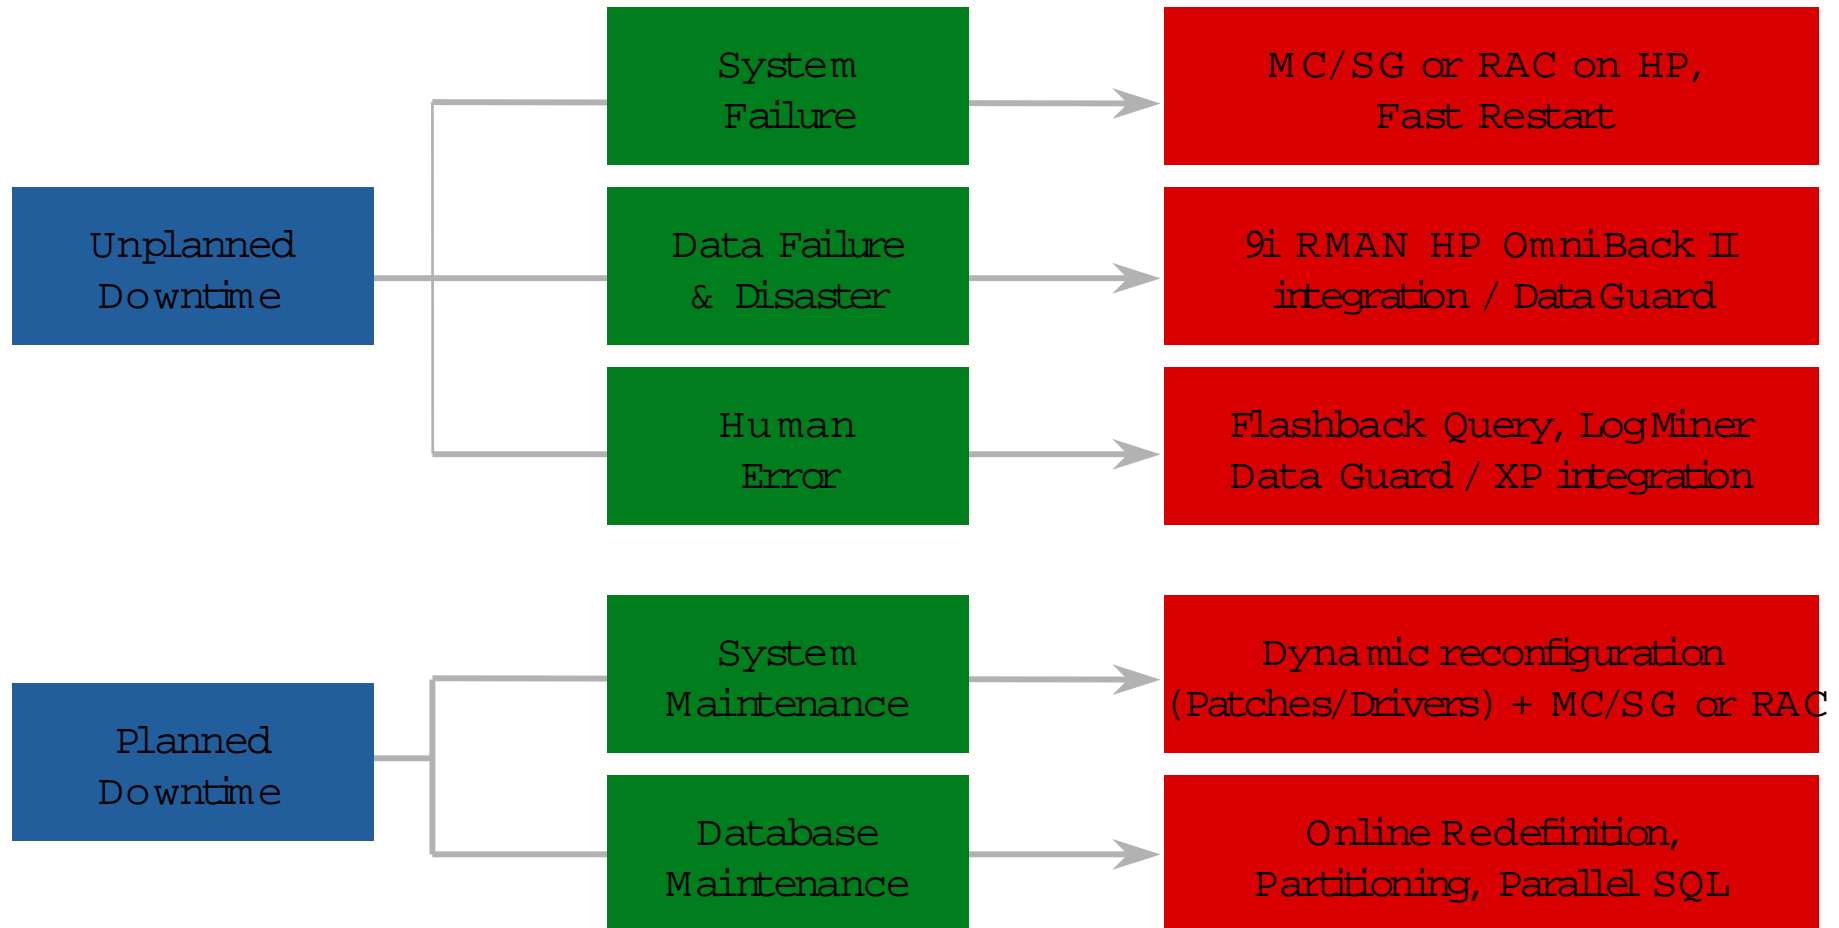 System
Failure
MC/SG or RAC on HP,
Fast Restart
Unplanned
Downtime
Data Failure
& Disaster
9i RMAN HP OmniBack II
integration / DataGuard
Human
Error
Flashback Query, LogMiner
Data Guard / XP integration
System
Maintenance
Dynamic reconfiguration
(Patches/Drivers) + MC/SG or RAC
Planned
Downtime
Database
Maintenance
Online Redefinition,
Partitioning, Parallel SQL